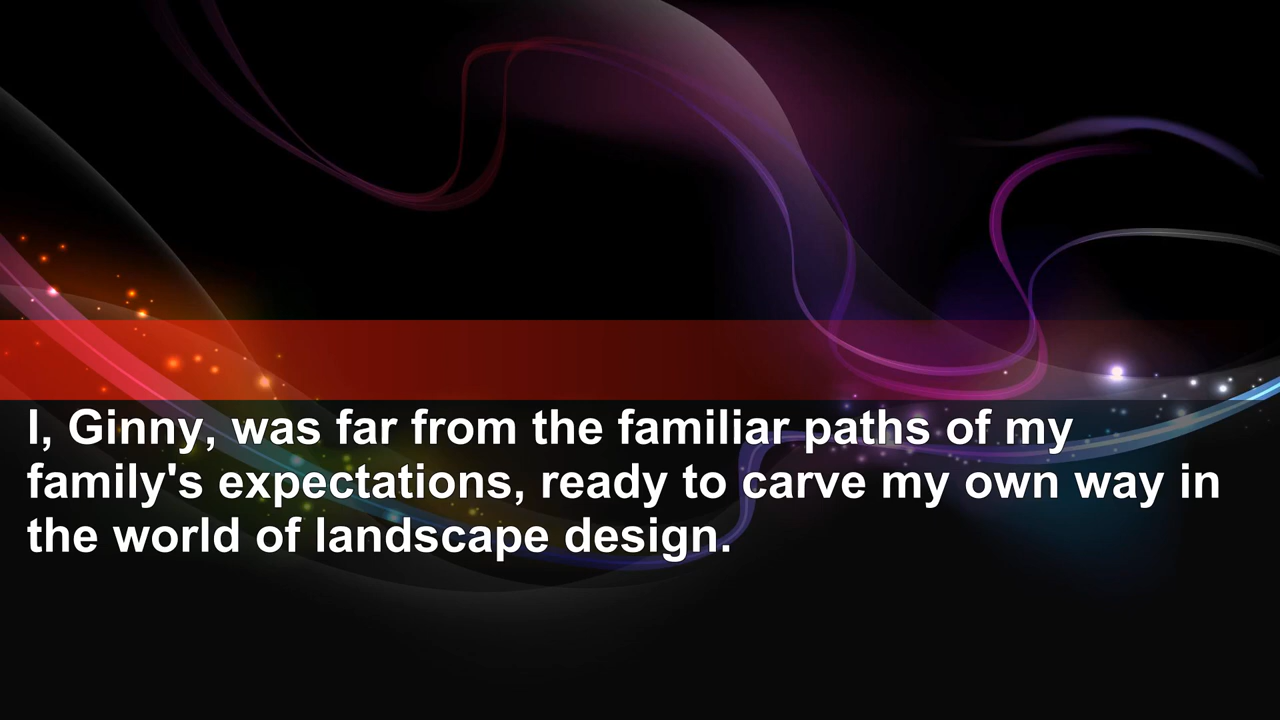 I, Ginny, was far from the familiar paths of my
family's expectations, ready to carve my own way in
the world of landscape design.